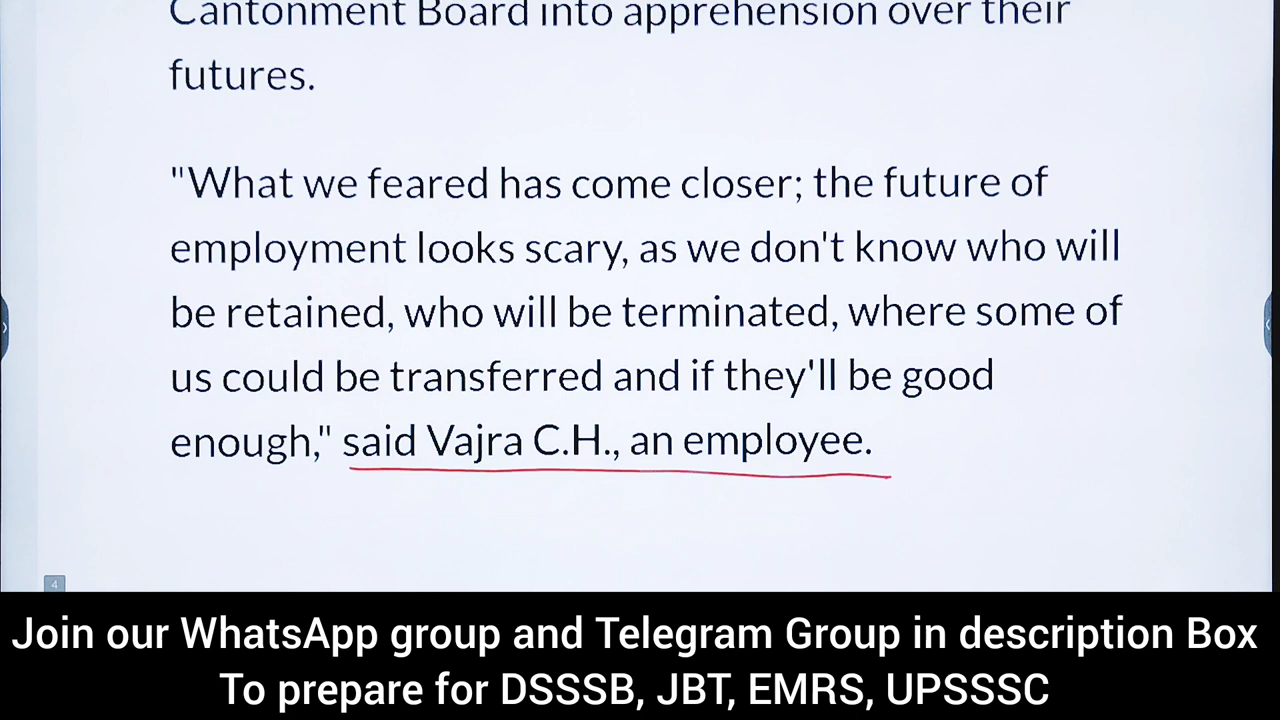 Cantonment Board into apprehension over their
futures.
"What we feared has come closer; the future of
employment looks scary, as we don't know who will
be retained, who will be terminated, where some of
us could be transferred and if they'll be good
enough," said Vajra C.H., an employee.
4
Join our WhatsApp group and Telegram Group in description Box
To prepare for DSSSB, JBT, EMRS, UPSSSC